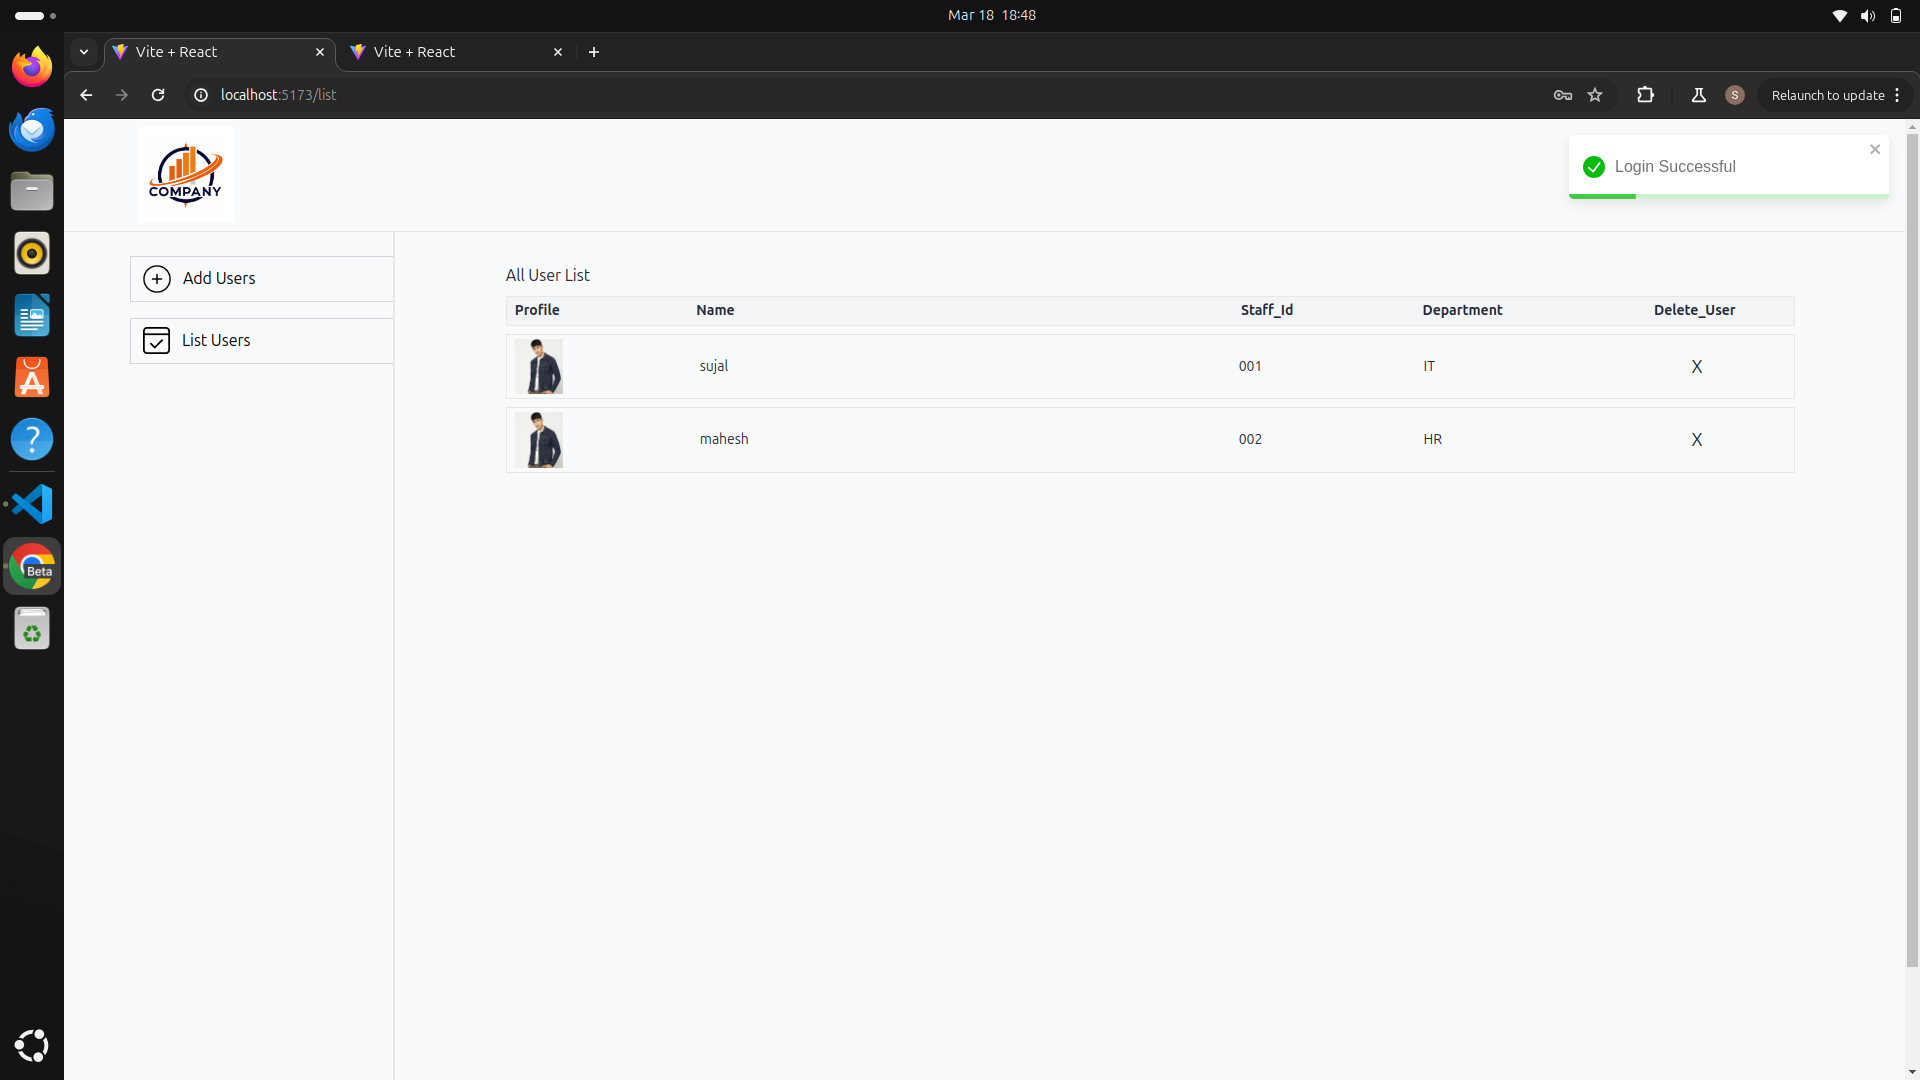 Mar 18 18:48
Vite + React
Vite + React
localhost:5173/list
S
Relaunch to update
COMPANY
Login Successful
Add Users
List Users
All User List
Profile Name Staff_Id Department Delete_User
sujal 001 IT X
mahesh 002 HR X
Beta